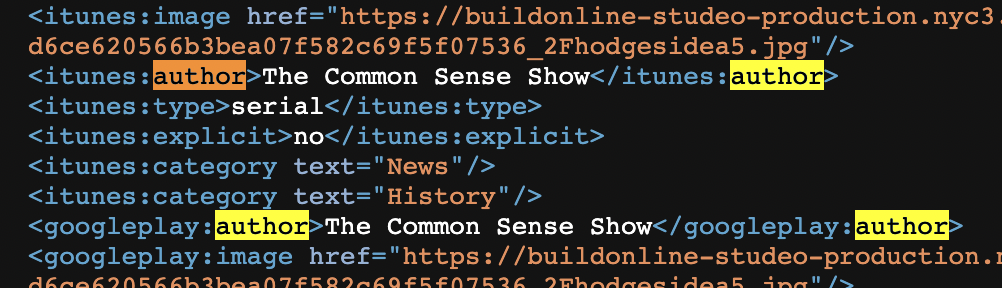 <itunes:image href="https://buildonline-studeo-production.nyc3.
d6ce620566b3bea07f582c69f5f07536_2Fhodgesidea5.jpg"/>
<itunes:author>The Common Sense Show</itunes:author>
<itunes:type>serial</itunes:type>
<itunes:explicit>no</itunes:explicit>
<itunes:category text="News"/>
<itunes:category text="History"/>
<googleplay:author>The Common Sense Show</googleplay:author>
<googleplay:image href="https://buildonline-studeo-production.n
d6ce620566b3bea07f582c69f5f07536_2Fhodgesidea5.jpg"/>